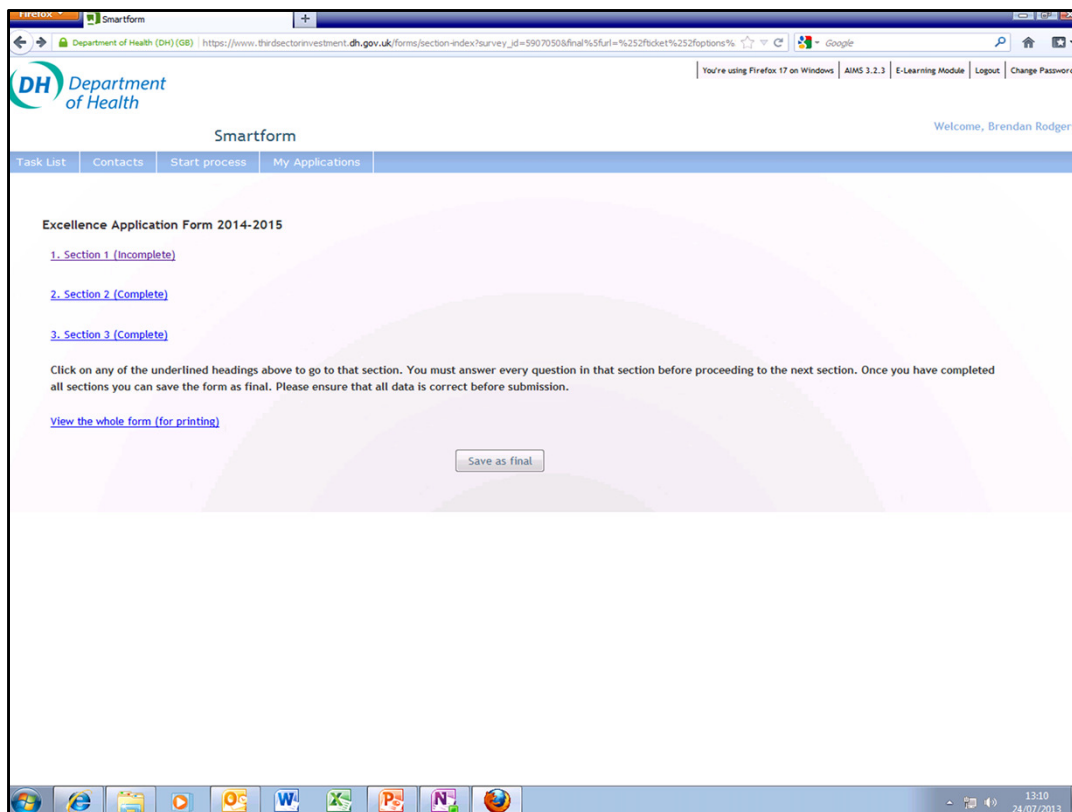 Firefox
Smartform
Department of Health (DH) (GB) https://www.thirdsectorinvestment.dh.gov.uk/forms/section-index?survey_id=5907050&final%5furl=%252fticket%252foptions% Google
You're using Firefox 17 on Windows AIMS 3.2.3 E-Learning Module Logout Change Password
DH Department
of Health
Welcome, Brendan Rodger
Smartform
Task List Contacts Start process My Applications
Excellence Application Form 2014-2015
1. Section 1 (Incomplete)
2. Section 2 (Complete)
3. Section 3 (Complete)
Click on any of the underlined headings above to go to that section. You must answer every question in that section before proceeding to the next section. Once you have completed
all sections you can save the form as final. Please ensure that all data is correct before submission.
View the whole form (for printing)
Save as final
13:10
24/07/2013